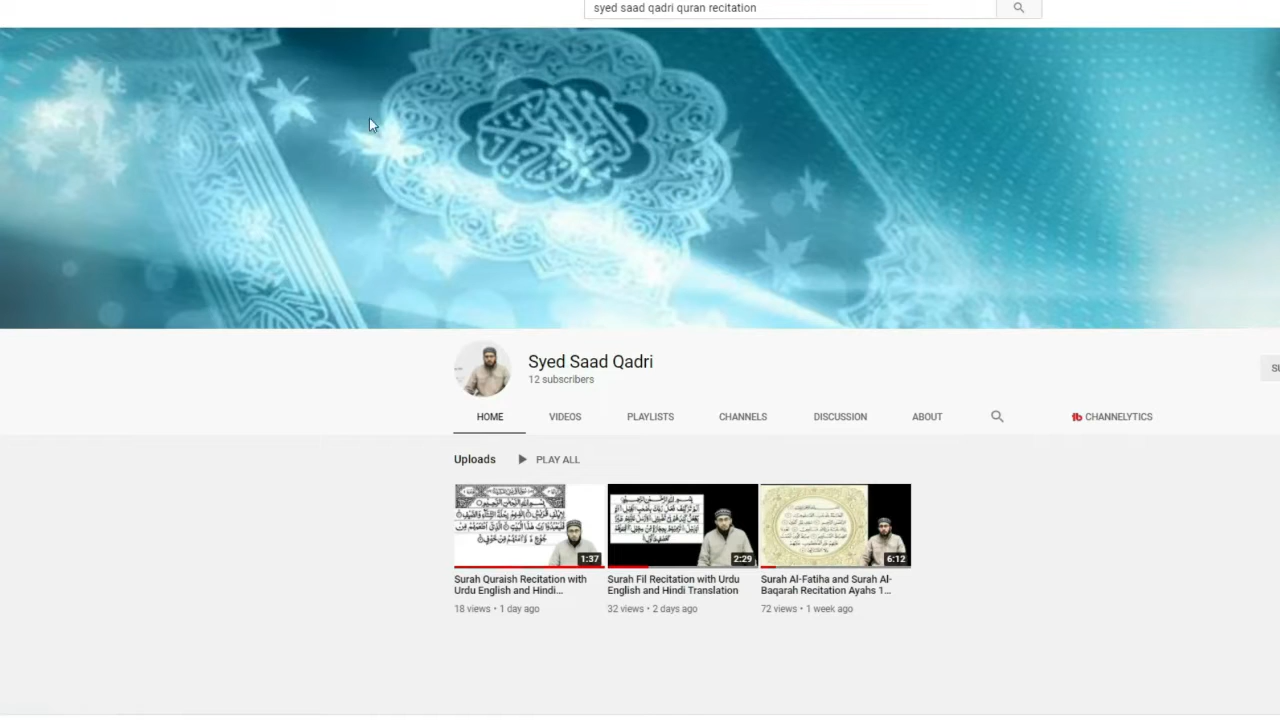 syed saad qadri quran recitation
Syed Saad Qadri
12 subscribers
HOME VIDEOS PLAYLISTS CHANNELS DISCUSSION ABOUT CHANNELYTICS
Uploads PLAY ALL
1:37
2:29
6:12
Surah Quraish Recitation with
Urdu English and Hindi...
18 views • 1 day ago
Surah Fil Recitation with Urdu
English and Hindi Translation
32 views • 2 days ago
Surah Al-Fatiha and Surah Al-
Baqarah Recitation Ayahs 1...
72 views • 1 week ago